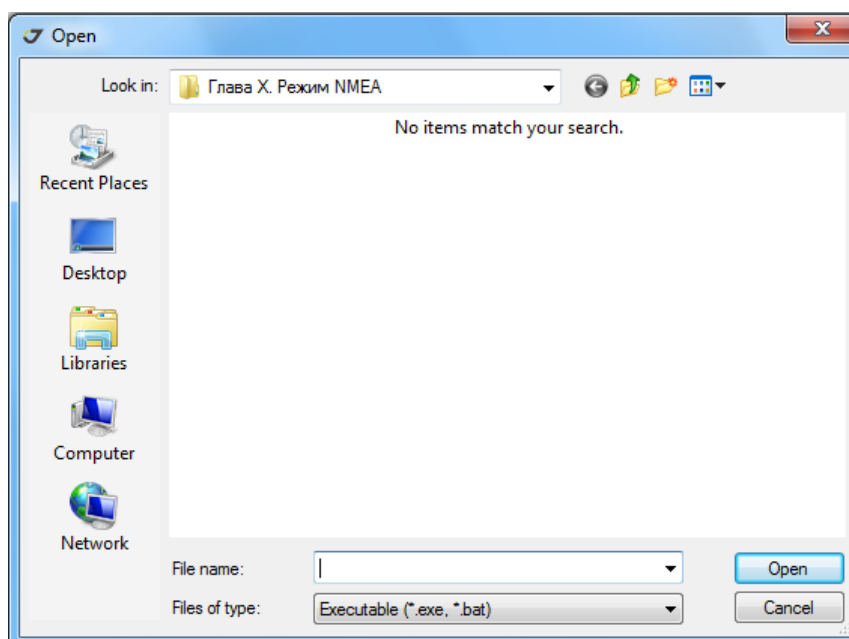 Open
Look in:
Глава X. Режим NMEA
No items match your search.
Recent Places
Desktop
Libraries
Computer
Network
File name:
Open
Files of type:
Executable (*.exe, *.bat)
Cancel